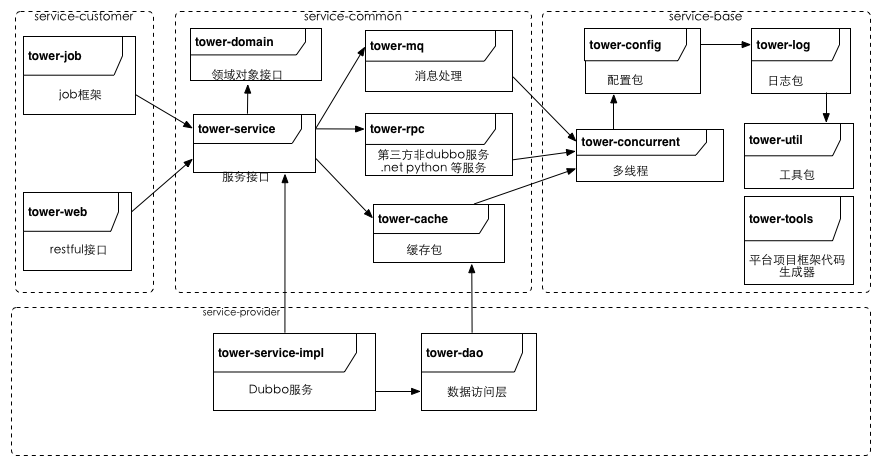 service-customer
tower-job
job框架
tower-web
restful接口
service-common
tower-domain
领域对象接口
tower-service
服务接口
tower-mq
消息处理
tower-rpc
第三方非dubbo服务
.net python 等服务
tower-cache
缓存包
service-base
tower-config
配置包
tower-log
日志包
tower-concurrent
多线程
tower-util
工具包
tower-tools
平台项目框架代码
生成器
service-provider
tower-service-impl
Dubbo服务
tower-dao
数据访问层